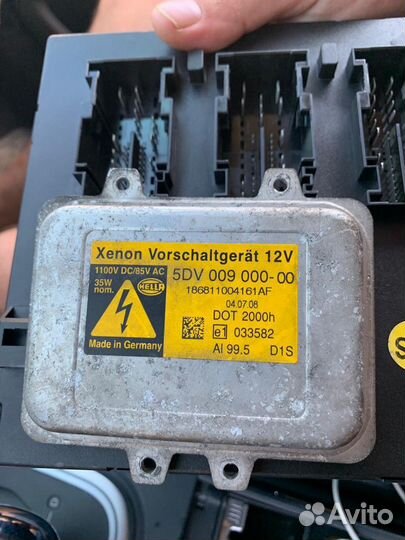 Xenon Vorschaltgerät 12V
1100V DC/85V AC
35W
nom.
HELLA
5DV 009 000-00
186811004161AF
04.07.08
DOT 2000h
e1 033582
Made in Germany
AI 99.5 D1S
Avito